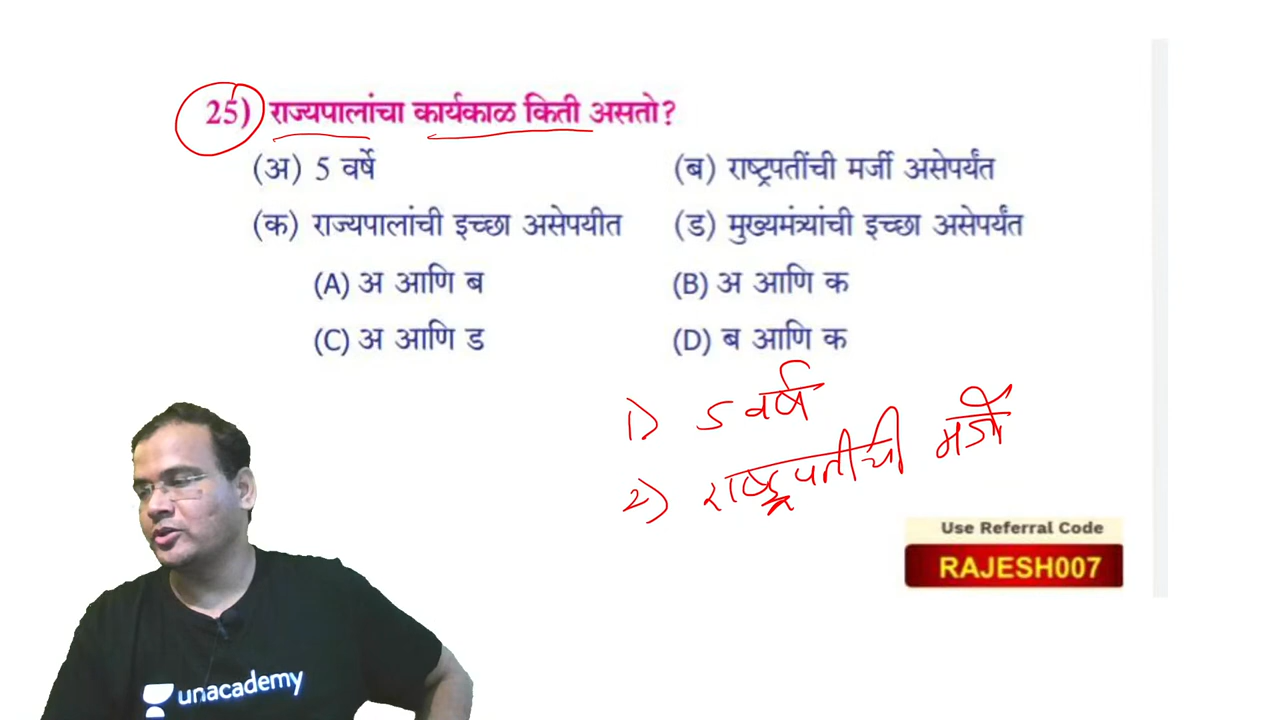 25) राज्यपालांचा कार्यकाळ किती असतो?
(अ) 5 वर्षे (ब) राष्ट्रपतींची मर्जी असेपर्यंत
(क) राज्यपालांची इच्छा असेपयीत (ड) मुख्यमंत्र्यांची इच्छा असेपर्यंत
(A) अ आणि ब (B) अ आणि क
(C) अ आणि ड (D) ब आणि क
1) 5 वर्षे
2) राष्ट्रपतींची मर्जी
Use Referral Code
RAJESH007
unacademy